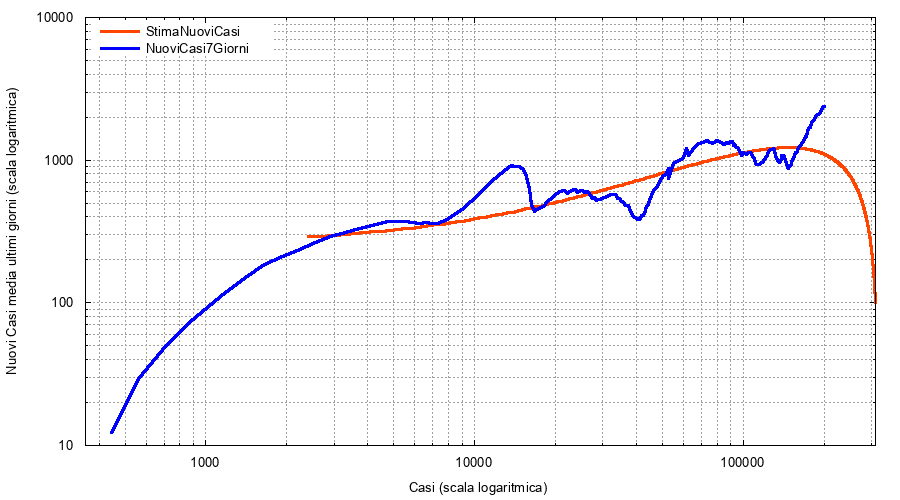 10000
StimaNuoviCasi
NuoviCasi7Giorni
1000
100
10
Nuovi Casi media ultimi giorni (scala logaritmica)
1000 10000 100000
Casi (scala logaritmica)